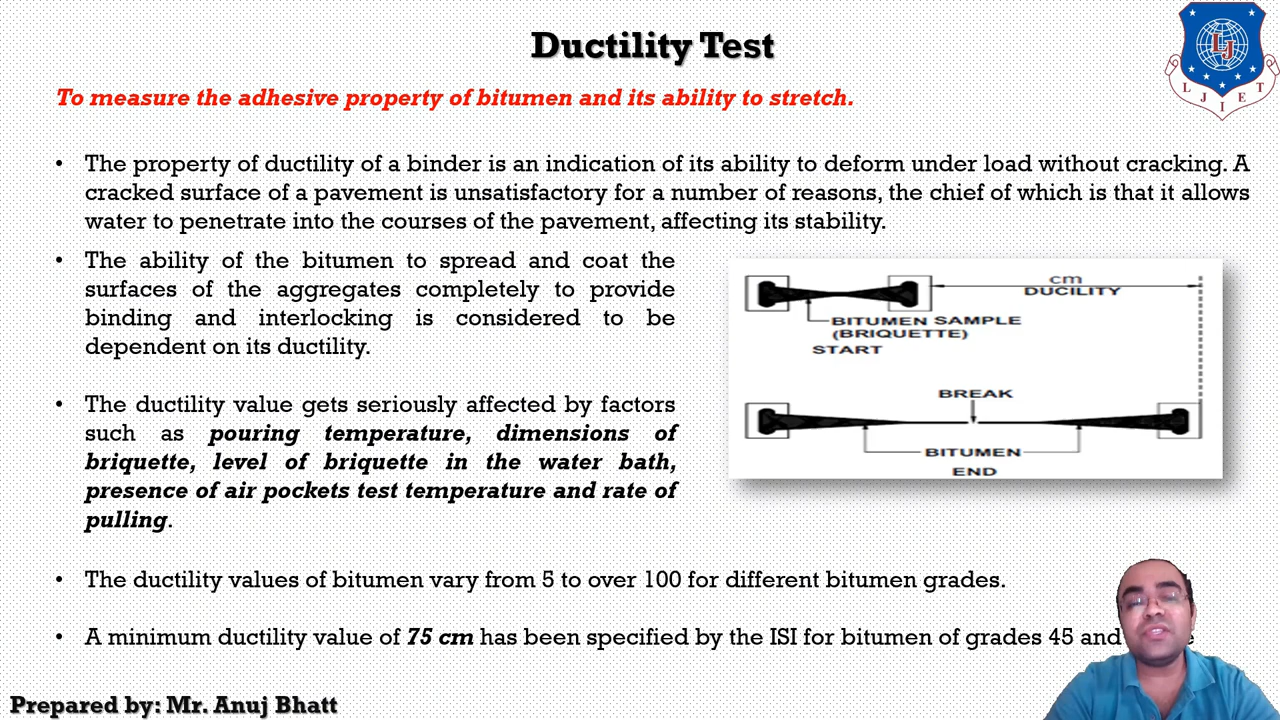 Ductility Test
L J I E T
To measure the adhesive property of bitumen and its ability to stretch.
• The property of ductility of a binder is an indication of its ability to deform under load without cracking. A
cracked surface of a pavement is unsatisfactory for a number of reasons, the chief of which is that it allows
water to penetrate into the courses of the pavement, affecting its stability.
• The ability of the bitumen to spread and coat the
surfaces of the aggregates completely to provide
binding and interlocking is considered to be
dependent on its ductility.
• The ductility value gets seriously affected by factors
such as pouring temperature, dimensions of
briquette, level of briquette in the water bath,
presence of air pockets test temperature and rate of
pulling.
cm
DUCILITY
BITUMEN SAMPLE
(BRIQUETTE)
START
BREAK
BITUMEN
END
• The ductility values of bitumen vary from 5 to over 100 for different bitumen grades.
• A minimum ductility value of 75 cm has been specified by the ISI for bitumen of grades 45 and
Prepared by: Mr. Anuj Bhatt